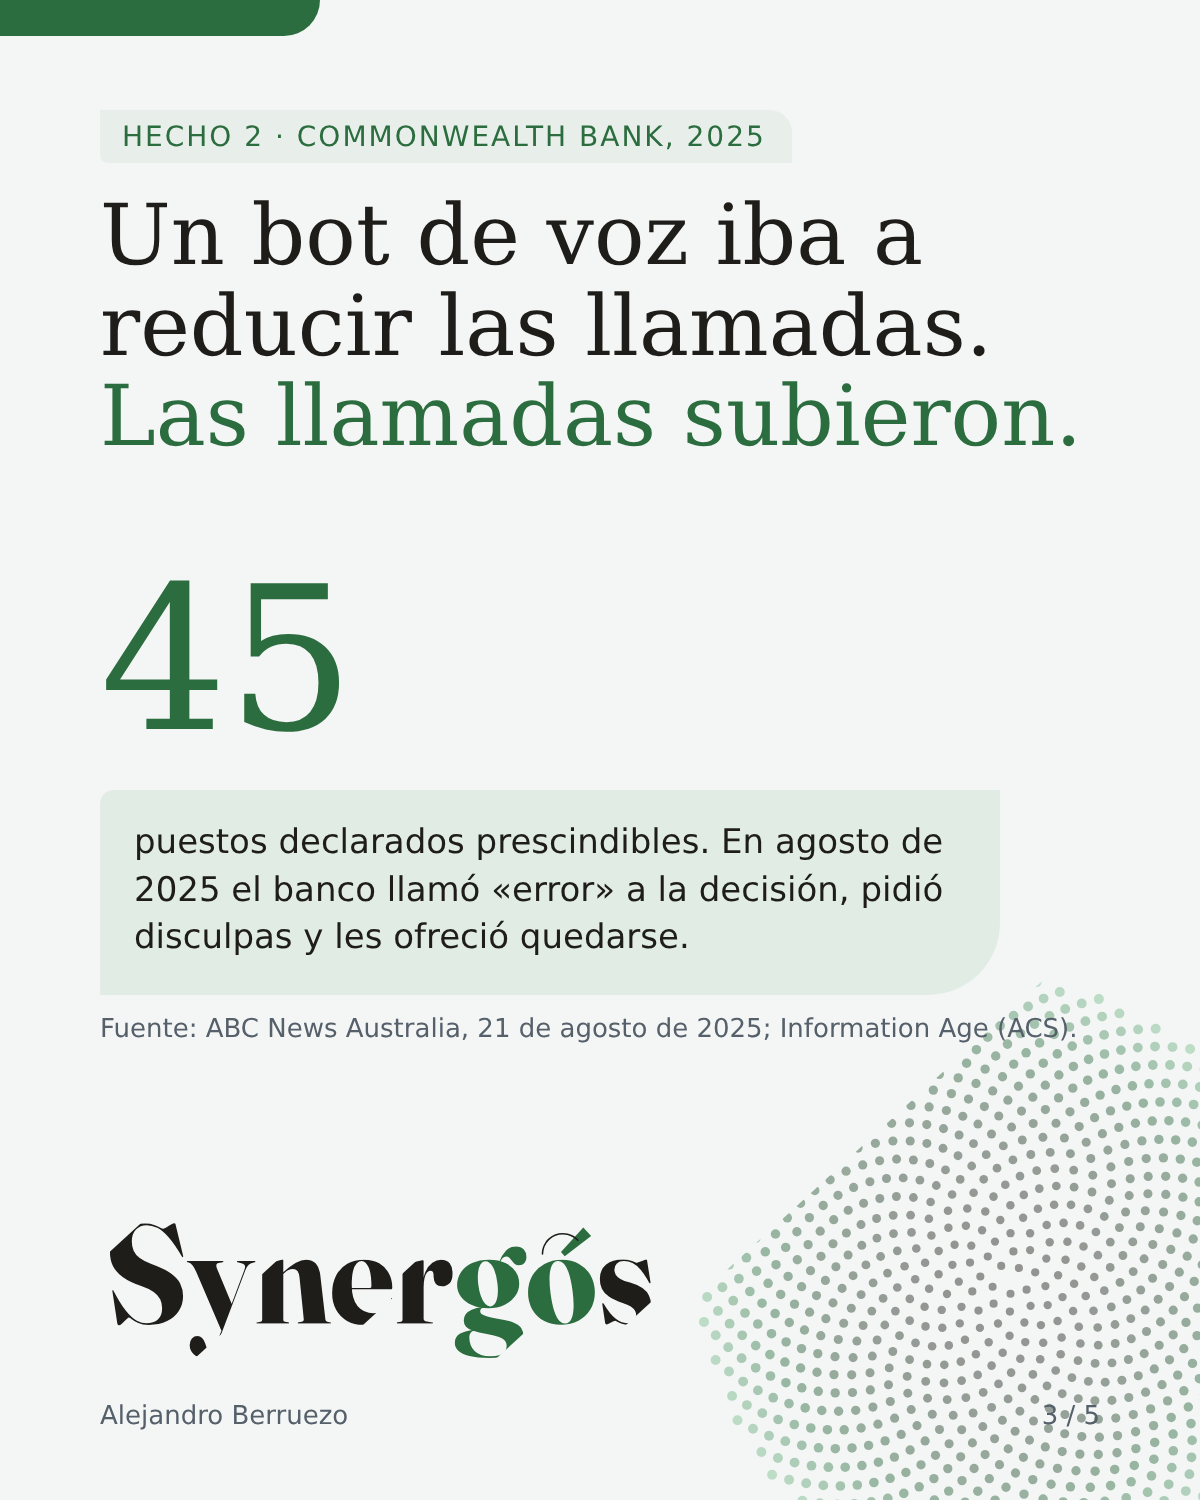 HECHO 2 · COMMONWEALTH BANK, 2025
Un bot de voz iba a
reducir las llamadas.
Las llamadas subieron.
45
puestos declarados prescindibles. En agosto de
2025 el banco llamó «error» a la decisión, pidió
disculpas y les ofreció quedarse.
Fuente: ABC News Australia, 21 de agosto de 2025; Information Age (ACS).
Synergós
Alejandro Berruezo
3 / 5